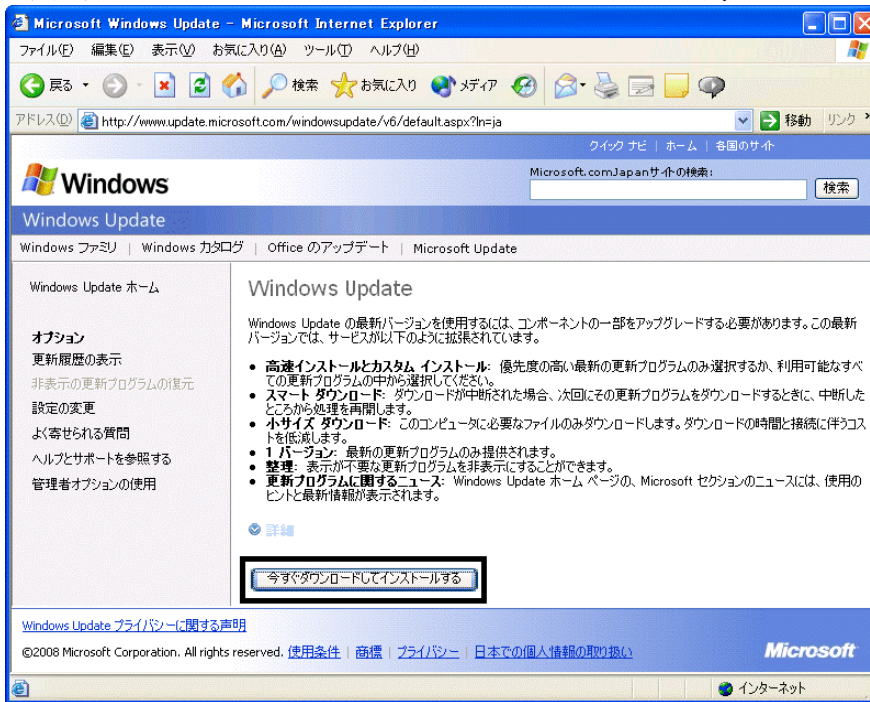 Microsoft Windows Update - Microsoft Internet Explorer
ファイル(F) 編集(E) 表示(V) お気に入り(A) ツール(T) ヘルプ(H)
戻る 検索 お気に入り メディア
アドレス(D) http://www.update.microsoft.com/windowsupdate/v6/default.aspx?ln=ja 移動 リンク
クイック ナビ | ホーム | 各国のサイト
Windows
Microsoft.comJapanサイトの検索:
検索
Windows Update
Windows ファミリ | Windows カタログ | Office のアップデート | Microsoft Update
Windows Update ホーム
オプション
更新履歴の表示
非表示の更新プログラムの復元
設定の変更
よく寄せられる質問
ヘルプとサポートを参照する
管理者オプションの使用
Windows Update
Windows Update の最新バージョンを使用するには、コンポーネントの一部をアップグレードする必要があります。この最新
バージョンでは、サービスが以下のように拡張されています。
• 高速インストールとカスタム インストール: 優先度の高い最新の更新プログラムのみ選択するか、利用可能なすべ
ての更新プログラムの中から選択してください。
• スマート ダウンロード: ダウンロードが中断された場合、次回にその更新プログラムをダウンロードするときに、中断した
ところから処理を再開します。
• 小サイズ ダウンロード: このコンピュータに必要なファイルのみダウンロードします。ダウンロードの時間と接続に伴うコス
トを低減します。
• 1 バージョン: 最新の更新プログラムのみ提供されます。
• 整理: 表示が不要な更新プログラムを非表示にすることができます。
• 更新プログラムに関するニュース: Windows Update ホーム ページの、Microsoft セクションのニュースには、使用の
ヒントと最新情報が表示されます。
詳細
今すぐダウンロードしてインストールする
Windows Update プライバシーに関する声明
©2008 Microsoft Corporation. All rights reserved. 使用条件 | 商標 | プライバシー | 日本での個人情報の取り扱い
Microsoft
インターネット